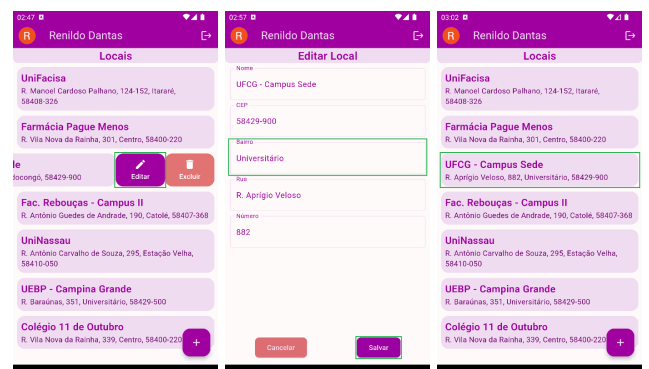 02:47
R Renildo Dantas
Locais
UniFacisa
R. Manoel Cardoso Palhano, 124-152, Itararé,
58408-326
Farmácia Pague Menos
R. Vila Nova da Rainha, 301, Centro, 58400-220
le
docongó, 58429-900
Editar
Excluir
Fac. Rebouças - Campus II
R. Antônio Guedes de Andrade, 190, Catolé, 58407-368
UniNassau
R. Antônio Carvalho de Souza, 295, Estação Velha,
58410-050
UEBP - Campina Grande
R. Baraúnas, 351, Universitário, 58429-500
Colégio 11 de Outubro
R. Vila Nova da Rainha, 339, Centro, 58400-220
+
02:57
R Renildo Dantas
Editar Local
Nome
UFCG - Campus Sede
CEP
58429-900
Bairro
Universitário
Rua
R. Aprígio Veloso
Número
882
Cancelar
Salvar
03:02
R Renildo Dantas
Locais
UniFacisa
R. Manoel Cardoso Palhano, 124-152, Itararé,
58408-326
Farmácia Pague Menos
R. Vila Nova da Rainha, 301, Centro, 58400-220
UFCG - Campus Sede
R. Aprígio Veloso, 882, Universitário, 58429-900
Fac. Rebouças - Campus II
R. Antônio Guedes de Andrade, 190, Catolé, 58407-368
UniNassau
R. Antônio Carvalho de Souza, 295, Estação Velha,
58410-050
UEBP - Campina Grande
R. Baraúnas, 351, Universitário, 58429-500
Colégio 11 de Outubro
R. Vila Nova da Rainha, 339, Centro, 58400-220
+